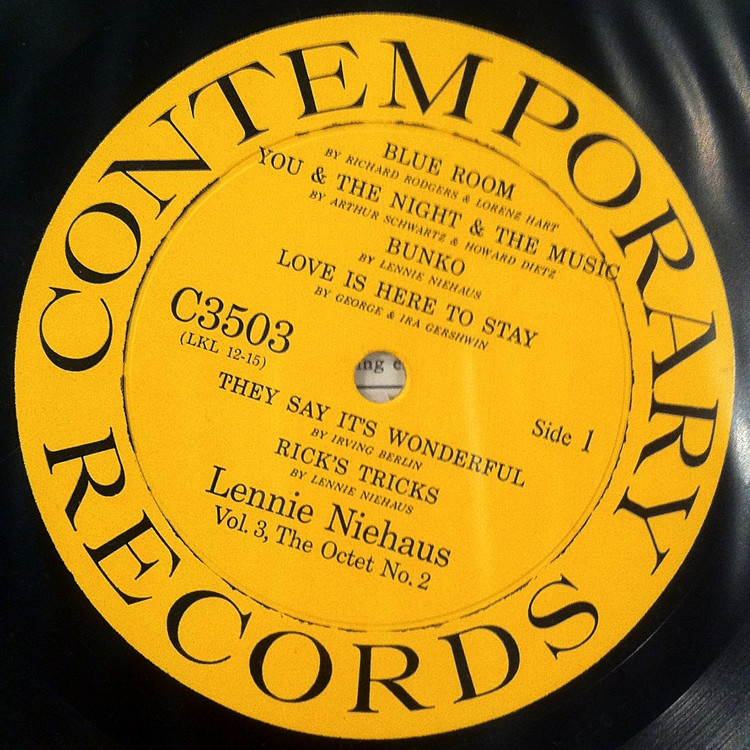 CONTEMPORARY
RECORDS
BLUE ROOM
BY RICHARD RODGERS & LORENZ HART
YOU & THE NIGHT & THE MUSIC
BY ARTHUR SCHWARTZ & HOWARD DIETZ
BUNKO
BY LENNIE NIEHAUS
LOVE IS HERE TO STAY
BY GEORGE & IRA GERSHWIN
C3503
(LKL 12-15)
ng e
Side 1
THEY SAY IT'S WONDERFUL
BY IRVING BERLIN
RICK'S TRICKS
BY LENNIE NIEHAUS
Lennie Niehaus
Vol. 3, The Octet No. 2